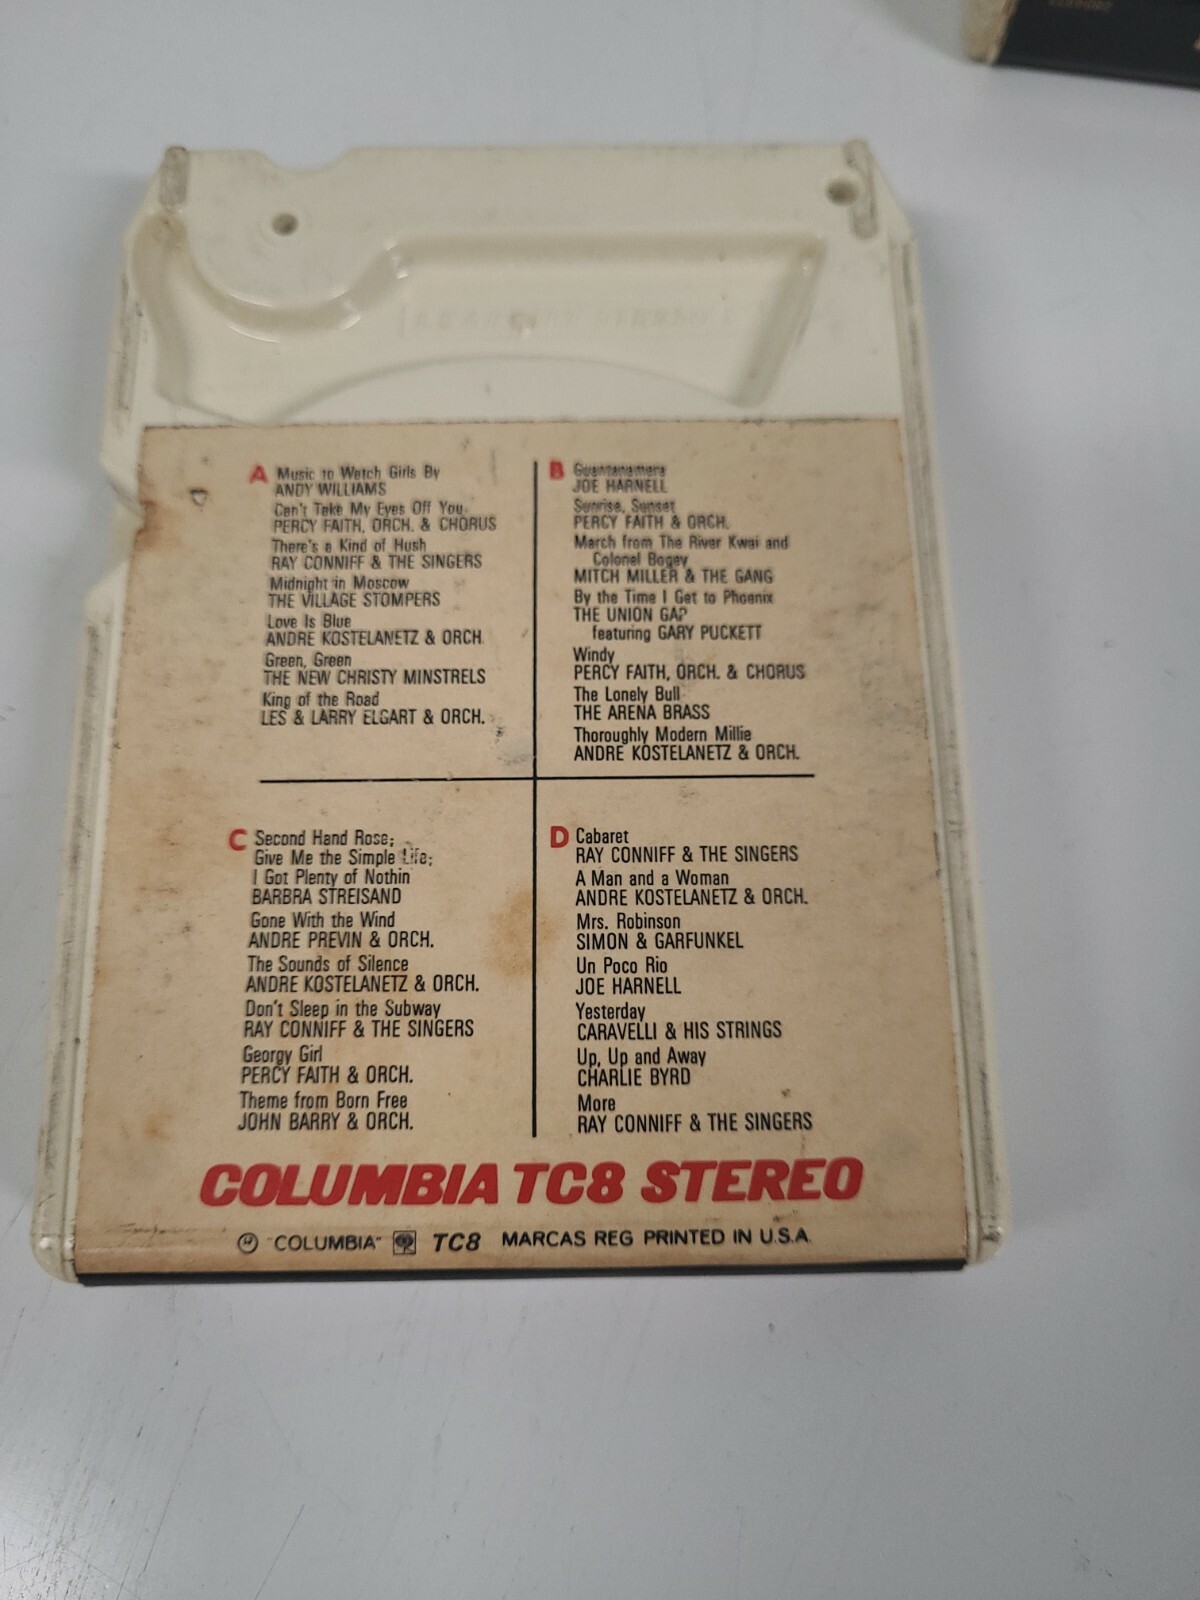 A Music to Watch Girls By
ANDY WILLIAMS
Can't Take My Eyes Off You
PERCY FAITH, ORCH. & CHORUS
There's a Kind of Hush
RAY CONNIFF & THE SINGERS
Midnight in Moscow
THE VILLAGE STOMPERS
Love Is Blue
ANDRE KOSTELANETZ & ORCH.
Green, Green
THE NEW CHRISTY MINSTRELS
King of the Road
LES & LARRY ELGART & ORCH.
B Guantanamera
JOE HARNELL
Sunrise, Sunset
PERCY FAITH & ORCH.
March from The River Kwai and
Colonel Bogey
MITCH MILLER & THE GANG
By the Time I Get to Phoenix
THE UNION GAP
featuring GARY PUCKETT
Windy
PERCY FAITH, ORCH. & CHORUS
The Lonely Bull
THE ARENA BRASS
Thoroughly Modern Millie
ANDRE KOSTELANETZ & ORCH.
C Second Hand Rose;
Give Me the Simple Life;
I Got Plenty of Nothin
BARBRA STREISAND
Gone With the Wind
ANDRE PREVIN & ORCH.
The Sounds of Silence
ANDRE KOSTELANETZ & ORCH.
Don't Sleep in the Subway
RAY CONNIFF & THE SINGERS
Georgy Girl
PERCY FAITH & ORCH.
Theme from Born Free
JOHN BARRY & ORCH.
D Cabaret
RAY CONNIFF & THE SINGERS
A Man and a Woman
ANDRE KOSTELANETZ & ORCH.
Mrs. Robinson
SIMON & GARFUNKEL
Un Poco Rio
JOE HARNELL
Yesterday
CARAVELLI & HIS STRINGS
Up, Up and Away
CHARLIE BYRD
More
RAY CONNIFF & THE SINGERS
COLUMBIA TC8 STEREO
"COLUMBIA" TC8 MARCAS REG PRINTED IN U.S.A.